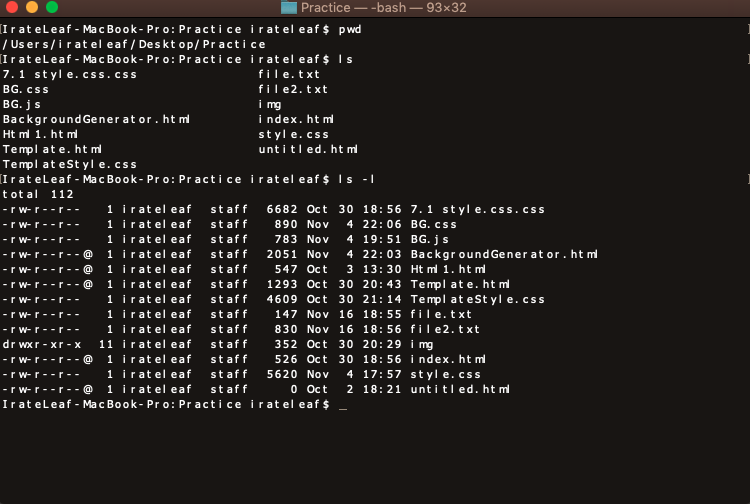 Practice — -bash — 93×32
[IrateLeaf-MacBook-Pro:Practice irateleaf$ pwd ]
/Users/irateleaf/Desktop/Practice
[IrateLeaf-MacBook-Pro:Practice irateleaf$ ls ]
7.1 style.css.css file.txt
BG.css file2.txt
BG.js img
BackgroundGenerator.html index.html
Html1.html style.css
Template.html untitled.html
TemplateStyle.css
[IrateLeaf-MacBook-Pro:Practice irateleaf$ ls -l ]
total 112
-rw-r--r-- 1 irateleaf staff 6682 Oct 30 18:56 7.1 style.css.css
-rw-r--r-- 1 irateleaf staff 890 Nov 4 22:06 BG.css
-rw-r--r-- 1 irateleaf staff 783 Nov 4 19:51 BG.js
-rw-r--r--@ 1 irateleaf staff 2051 Nov 4 22:03 BackgroundGenerator.html
-rw-r--r--@ 1 irateleaf staff 547 Oct 3 13:30 Html1.html
-rw-r--r--@ 1 irateleaf staff 1293 Oct 30 20:43 Template.html
-rw-r--r-- 1 irateleaf staff 4609 Oct 30 21:14 TemplateStyle.css
-rw-r--r-- 1 irateleaf staff 147 Nov 16 18:55 file.txt
-rw-r--r-- 1 irateleaf staff 830 Nov 16 18:56 file2.txt
drwxr-xr-x 11 irateleaf staff 352 Oct 30 20:29 img
-rw-r--r--@ 1 irateleaf staff 526 Oct 30 18:56 index.html
-rw-r--r-- 1 irateleaf staff 5620 Nov 4 17:57 style.css
-rw-r--r--@ 1 irateleaf staff 0 Oct 2 18:21 untitled.html
IrateLeaf-MacBook-Pro:Practice irateleaf$ _